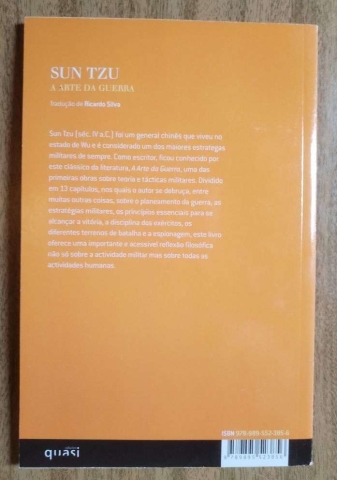 SUN TZU
A ARTE DA GUERRA
Tradução de Ricardo Silva
Sun Tzu [séc. IV a.C.] foi um general chinês que viveu no
estado de Wu e é considerado um dos maiores estrategas
militares de sempre. Como escritor, ficou conhecido por
este clássico da literatura, A Arte da Guerra, uma das
primeiras obras sobre teoria e tácticas militares. Dividido
em 13 capítulos, nos quais o autor se debruça, entre
muitas outras coisas, sobre o planeamento da guerra, as
estratégias militares, os princípios essenciais para se
alcançar a vitória, a disciplina dos exércitos, os
diferentes terrenos de batalha e a espionagem, este livro
oferece uma importante e acessível reflexão filosófica
não só sobre a actividade militar mas sobre todas as
actividades humanas.
quasi
ISBN